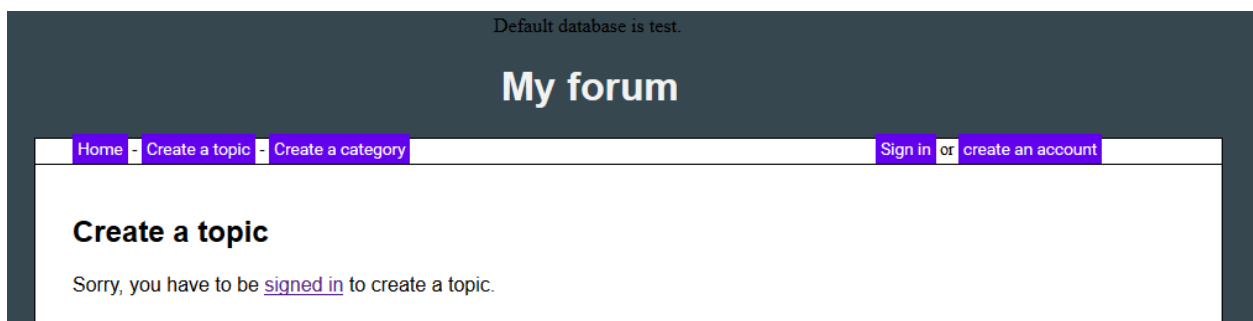 Default database is test.
My forum
Home - Create a topic - Create a category Sign in or create an account
Create a topic
Sorry, you have to be signed in to create a topic.